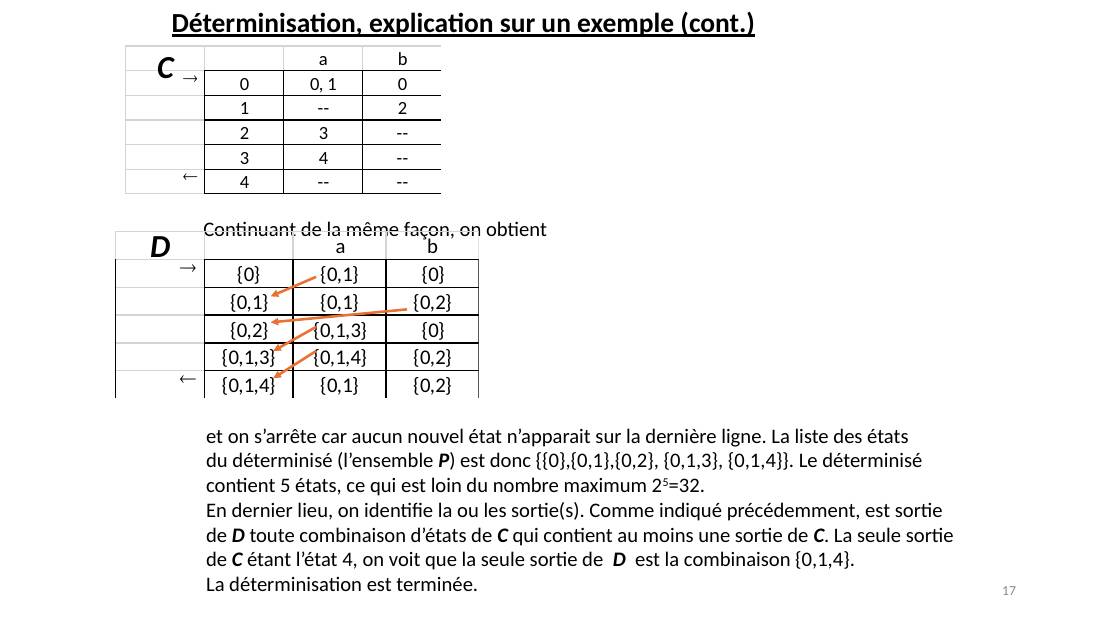 Déterminisation, explication sur un exemple (cont.)
C a b
→ 0 0, 1 0
1 -- 2
2 3 --
3 4 --
← 4 -- --
Continuant de la même façon, on obtient
D a b
→ {0} {0,1} {0}
{0,1} {0,1} {0,2}
{0,2} {0,1,3} {0}
{0,1,3} {0,1,4} {0,2}
← {0,1,4} {0,1} {0,2}
et on s’arrête car aucun nouvel état n’apparait sur la dernière ligne. La liste des états
du déterminisé (l’ensemble P) est donc {{0},{0,1},{0,2}, {0,1,3}, {0,1,4}}. Le déterminisé
contient 5 états, ce qui est loin du nombre maximum 2⁵=32.
En dernier lieu, on identifie la ou les sortie(s). Comme indiqué précédemment, est sortie
de D toute combinaison d’états de C qui contient au moins une sortie de C. La seule sortie
de C étant l’état 4, on voit que la seule sortie de D est la combinaison {0,1,4}.
La déterminisation est terminée.
17